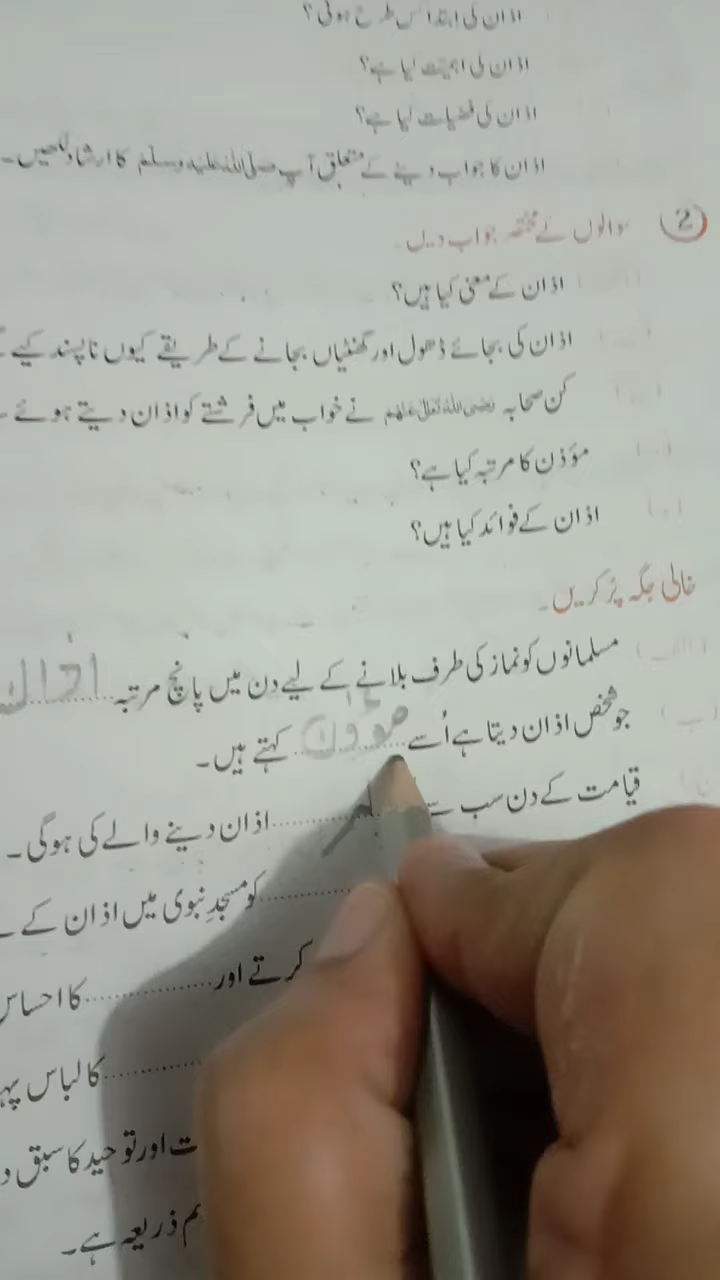 اذان کی ابتدا کس طرح ہوئی؟
اذان کی اہمیت کیا ہے؟
اذان کی فضیلت کیا ہے؟
اذان کا جواب دینے کے متعلق آپ صلی اللہ علیہ وسلم کا ارشاد لکھیں۔
2 سوالوں کے مختصر جواب دیں۔
اذان کے معنی کیا ہیں؟
اذان کی بجائے ڈھول اور گھنٹیاں بجانے کے طریقے کیوں ناپسند کیے
کن صحابہ رضی اللہ تعالیٰ عنہم نے خواب میں فرشتے کو اذان دیتے ہوئے
مؤذن کا مرتبہ کیا ہے؟
اذان کے فوائد کیا ہیں؟
خالی جگہ پُر کریں۔
(الف) مسلمانوں کو نماز کی طرف بلانے کے لیے دن میں پانچ مرتبہ اذان
(ب) جو شخص اذان دیتا ہے اُسے مؤذن کہتے ہیں۔
قیامت کے دن سب سے .......... اذان دینے والے کی ہوگی۔
.......... کو مسجدِ نبوی میں اذان کے
کرتے اور .......... کا احساس
.......... کا لباس
اور توحید کا سبق
ذریعہ ہے۔